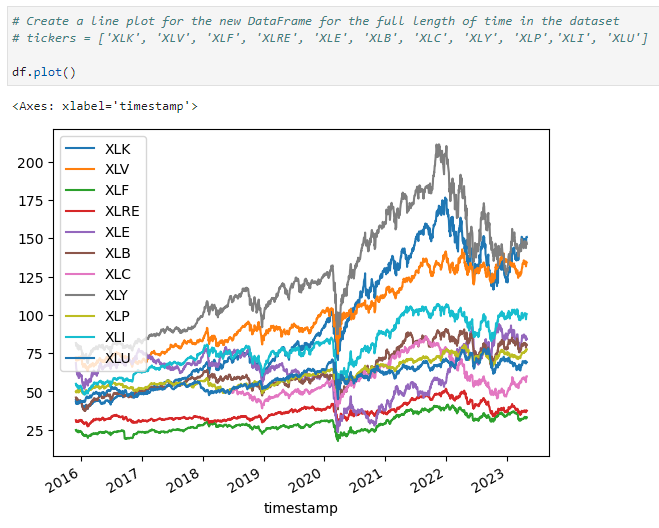 # Create a line plot for the new DataFrame for the full length of time in the dataset
# tickers = ['XLK', 'XLV', 'XLF', 'XLRE', 'XLE', 'XLB', 'XLC', 'XLY', 'XLP','XLI', 'XLU']
df.plot()
<Axes: xlabel='timestamp'>
XLK
XLV
XLF
XLRE
XLE
XLB
XLC
XLY
XLP
XLI
XLU
200
175
150
125
100
75
50
25
2016 2017 2018 2019 2020 2021 2022 2023
timestamp